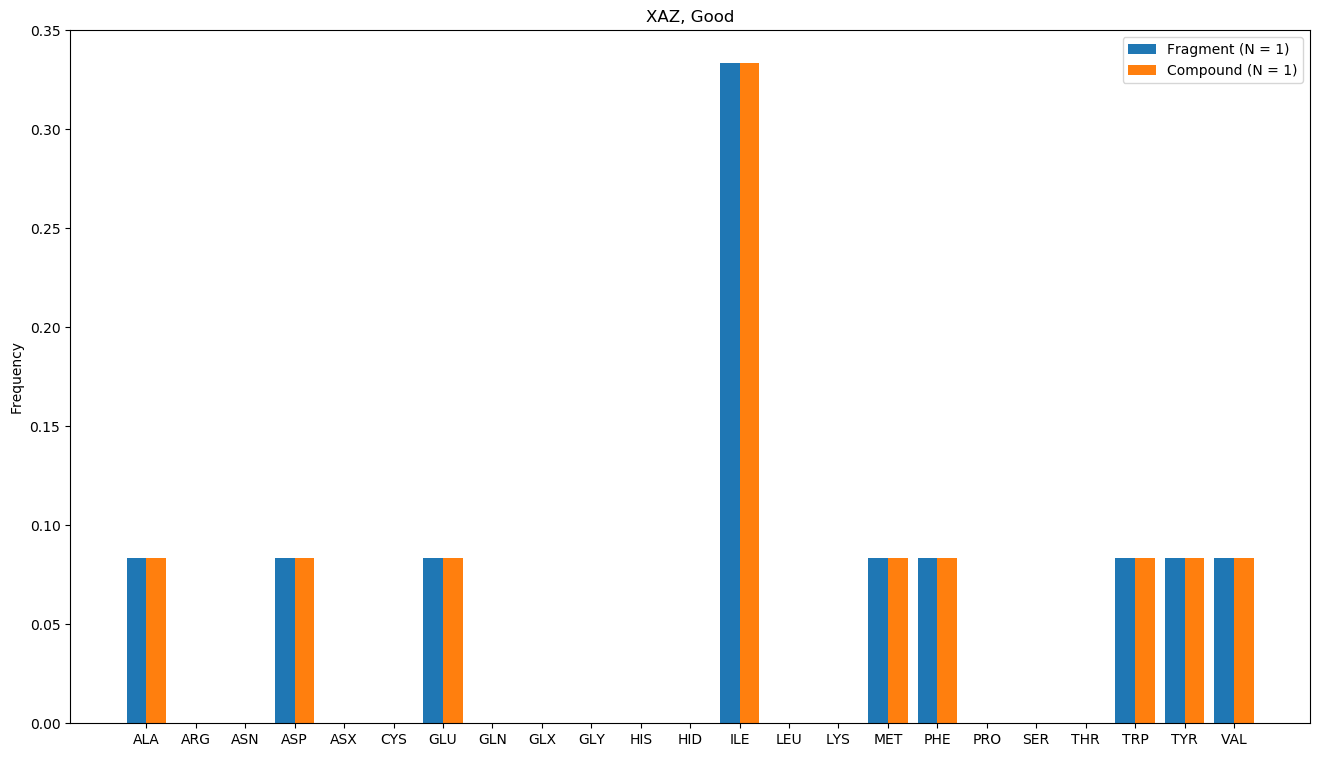 XAZ, Good
Fragment (N = 1)
Compound (N = 1)
Frequency
0.35
0.30
0.25
0.20
0.15
0.10
0.05
0.00
ALA ARG ASN ASP ASX CYS GLU GLN GLX GLY HIS HID ILE LEU LYS MET PHE PRO SER THR TRP TYR VAL